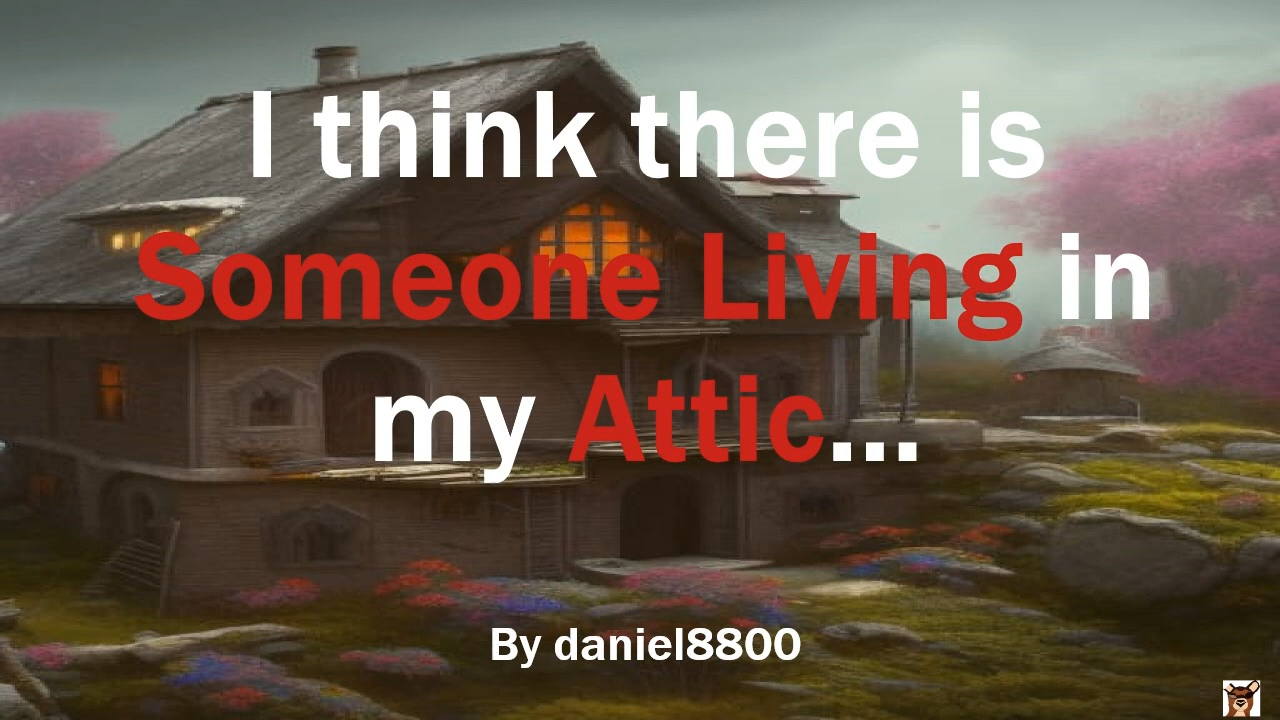 I think there is
Someone Living in
my Attic...
By daniel8800